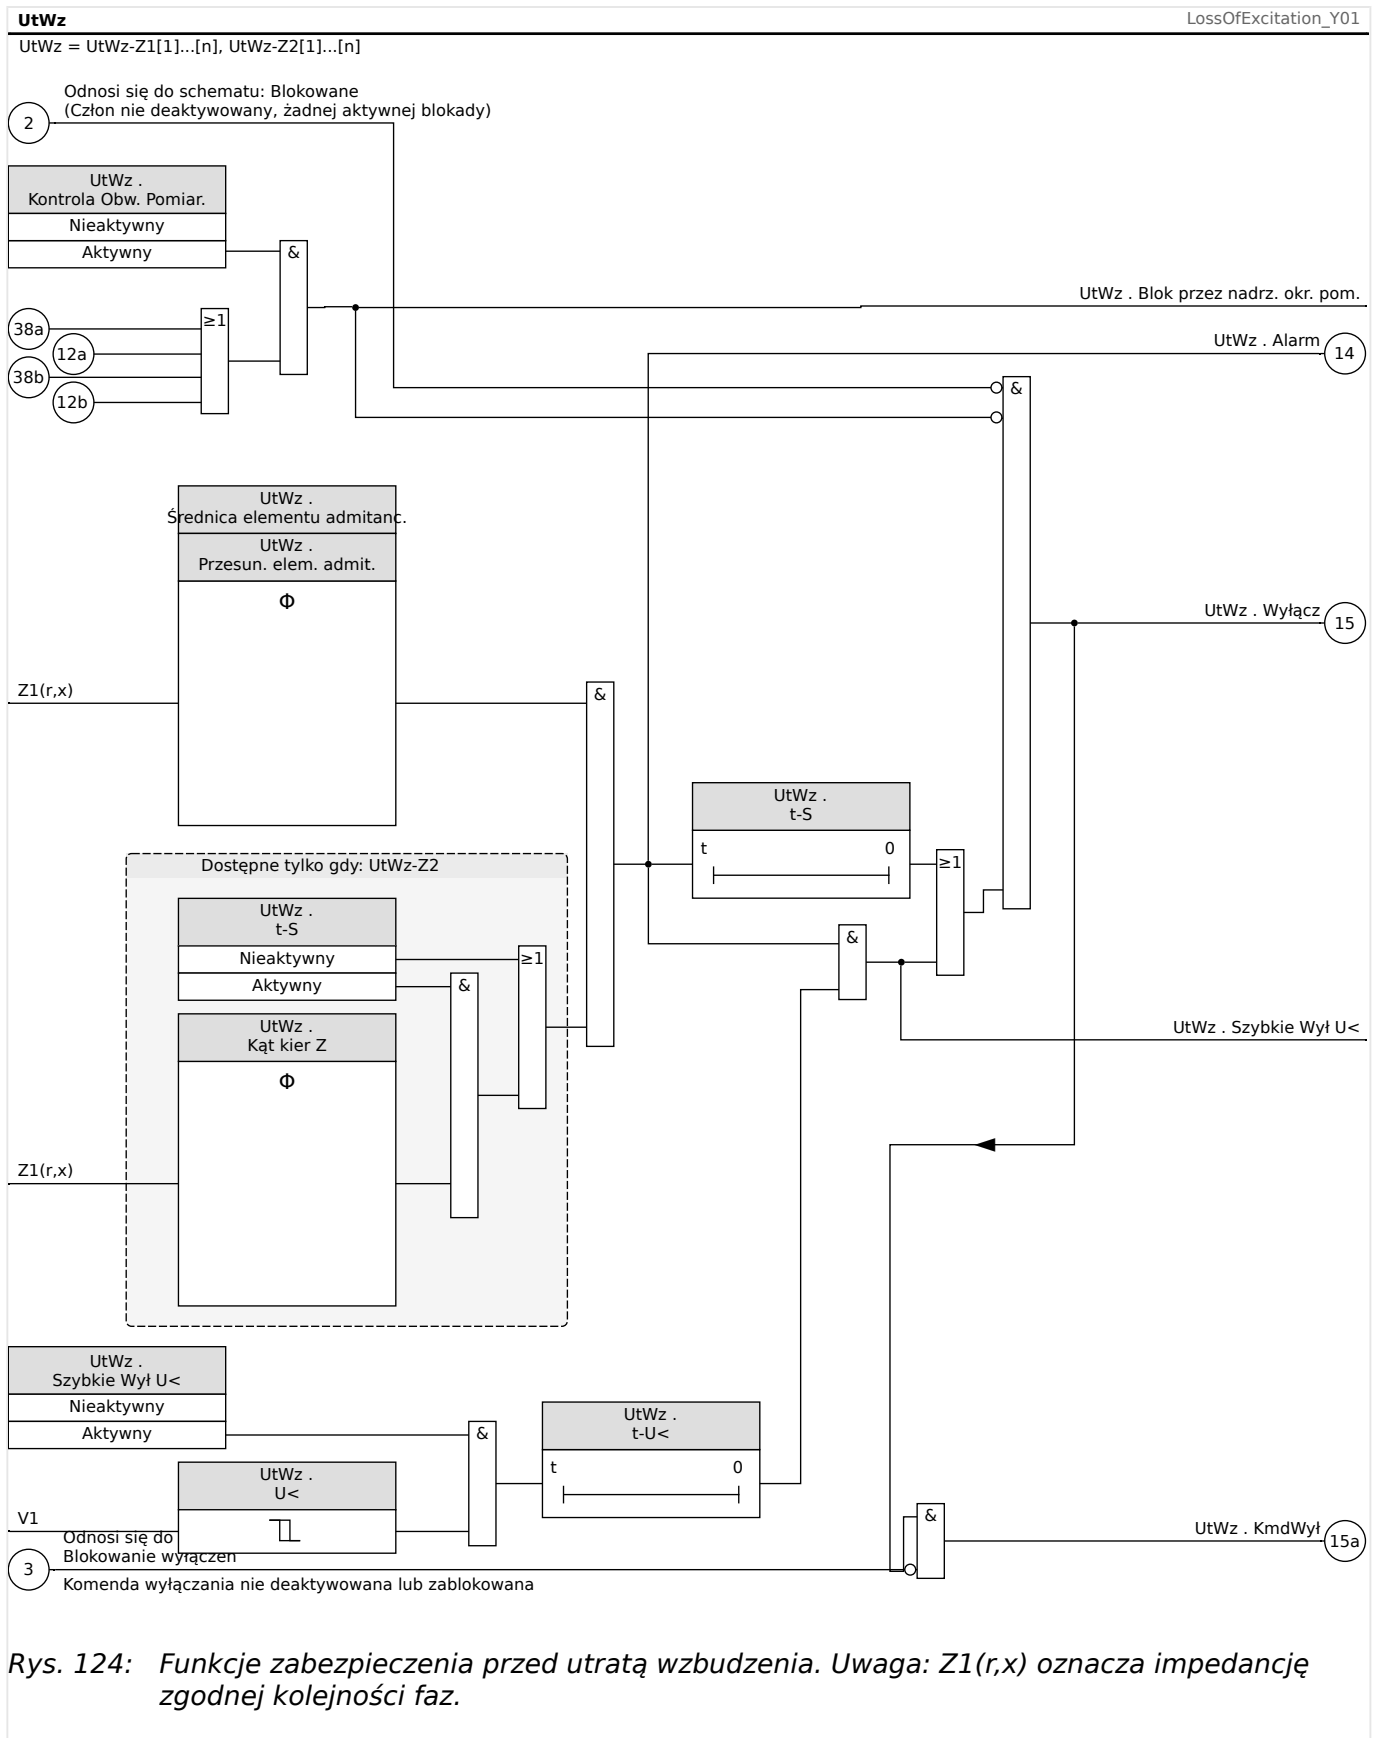 UtWz
LossOfExcitation_Y01
UtWz = UtWz-Z1[1]...[n], UtWz-Z2[1]...[n]
Odnosi się do schematu: Blokowane
(Człon nie deaktywowany, żadnej aktywnej blokady)
2
UtWz .
Kontrola Obw. Pomiar.
Nieaktywny
Aktywny
&
UtWz . Blok przez nadrz. okr. pom.
38a
≥1
12a
38b
12b
UtWz . Alarm
14
&
UtWz .
Średnica elementu admitanc.
UtWz .
Przesun. elem. admit.
Φ
UtWz . Wyłącz
15
Z1(r,x)
&
UtWz .
t-S
t 0
≥1
Dostępne tylko gdy: UtWz-Z2
UtWz .
t-S
Nieaktywny
Aktywny
≥1
&
&
UtWz .
Kąt kier Z
Φ
UtWz . Szybkie Wył U<
Z1(r,x)
UtWz .
Szybkie Wył U<
Nieaktywny
Aktywny
&
UtWz .
t-U<
t 0
UtWz .
U<
V1
Odnosi się do
Blokowanie wyłączeń
3
Komenda wyłączania nie deaktywowana lub zablokowana
&
UtWz . KmdWył
15a
Rys. 124: Funkcje zabezpieczenia przed utratą wzbudzenia. Uwaga: Z1(r,x) oznacza impedancję
zgodnej kolejności faz.